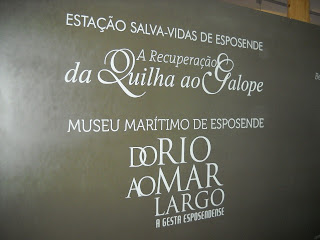 ESTAÇÃO SALVA-VIDAS DE ESPOSENDE
A Recuperação
da Quilha ao Galope
MUSEU MARÍTIMO DE ESPOSENDE
DO RIO
AO MAR
LARGO
A GESTA ESPOSENDENSE